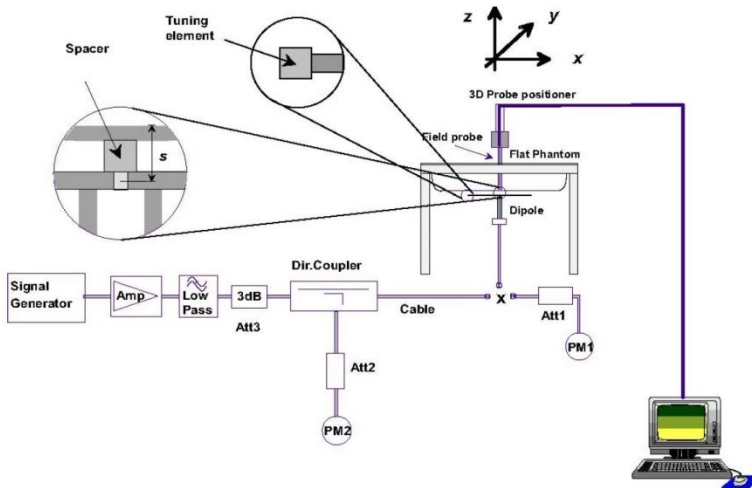 Tuning
element
Spacer
s
z
y
x
3D Probe positioner
Field probe
Flat Phantom
Dipole
Signal
Generator
Amp
Low
Pass
3dB
Att3
Dir.Coupler
Cable
x
Att1
PM1
Att2
PM2